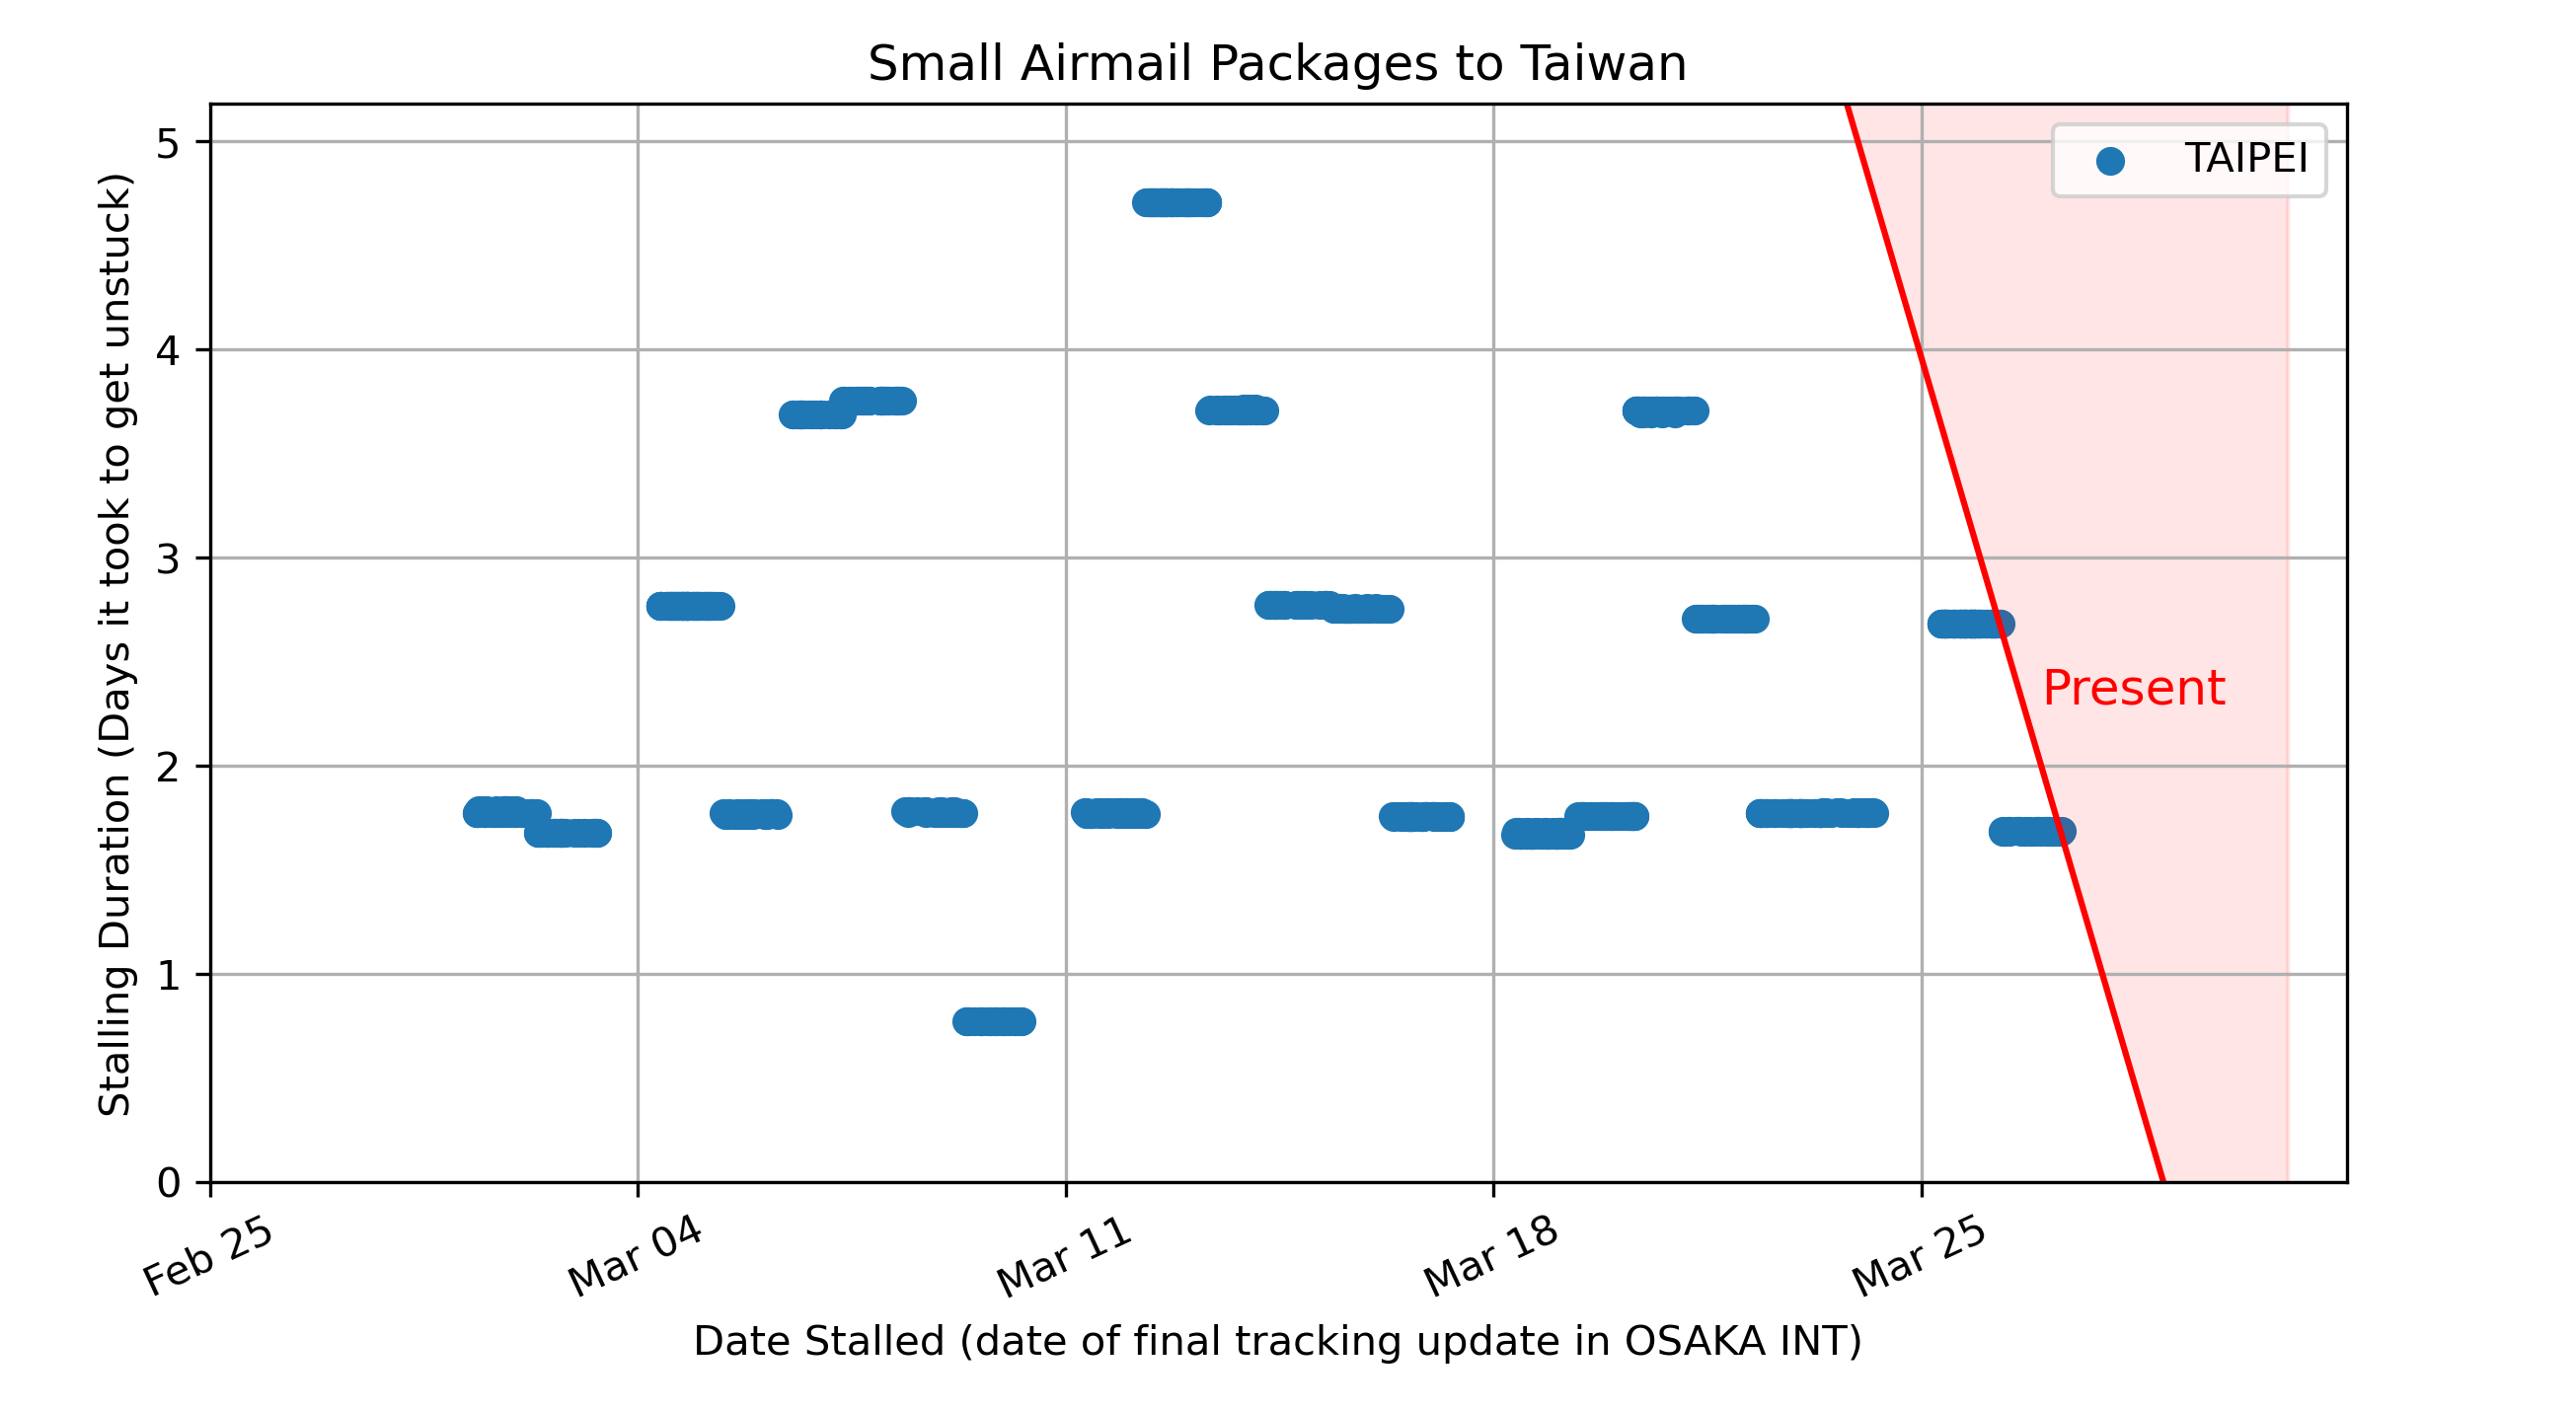 Small Airmail Packages to Taiwan
Stalling Duration (Days it took to get unstuck)
5
4
3
2
1
0
TAIPEI
Present
Feb 25
Mar 04
Mar 11
Mar 18
Mar 25
Date Stalled (date of final tracking update in OSAKA INT)